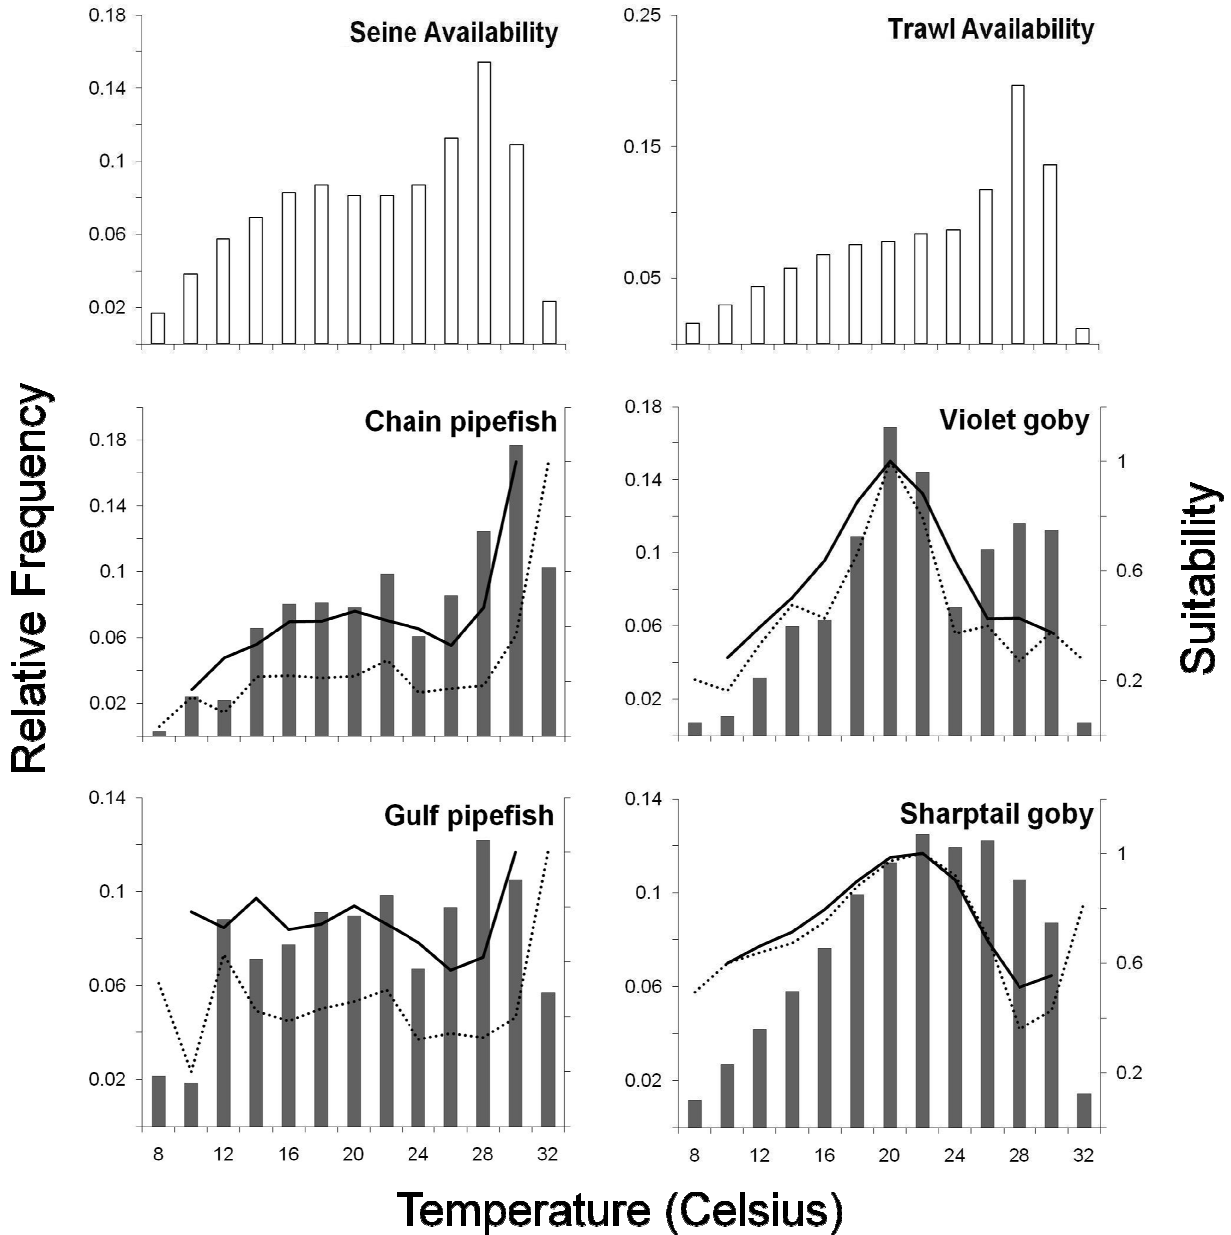 Seine Availability
0.18
0.14
0.1
0.06
0.02
Trawl Availability
0.25
0.15
0.05
Relative Frequency
Chain pipefish
0.18
0.14
0.1
0.06
0.02
Violet goby
0.18
0.14
0.1
0.06
0.02
1
0.6
0.2
Suitability
Gulf pipefish
0.14
0.1
0.06
0.02
8 12 16 20 24 28 32
Sharptail goby
0.14
0.1
0.06
0.02
1
0.6
0.2
8 12 16 20 24 28 32
Temperature (Celsius)